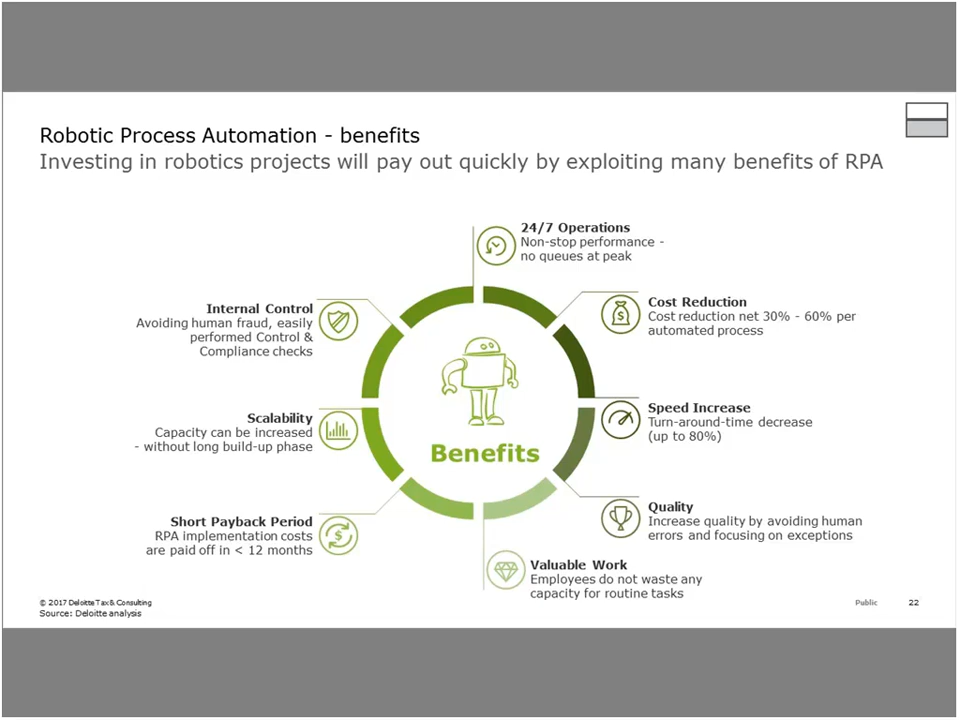 Robotic Process Automation - benefits
Investing in robotics projects will pay out quickly by exploiting many benefits of RPA
24/7 Operations
Non-stop performance -
no queues at peak
Cost Reduction
Cost reduction net 30% - 60% per
automated process
Speed Increase
Turn-around-time decrease
(up to 80%)
Quality
Increase quality by avoiding human
errors and focusing on exceptions
Valuable Work
Employees do not waste any
capacity for routine tasks
Short Payback Period
RPA implementation costs
are paid off in < 12 months
Scalability
Capacity can be increased
- without long build-up phase
Internal Control
Avoiding human fraud, easily
performed Control &
Compliance checks
Benefits
© 2017 Deloitte Tax & Consulting
Source: Deloitte analysis
Public 22